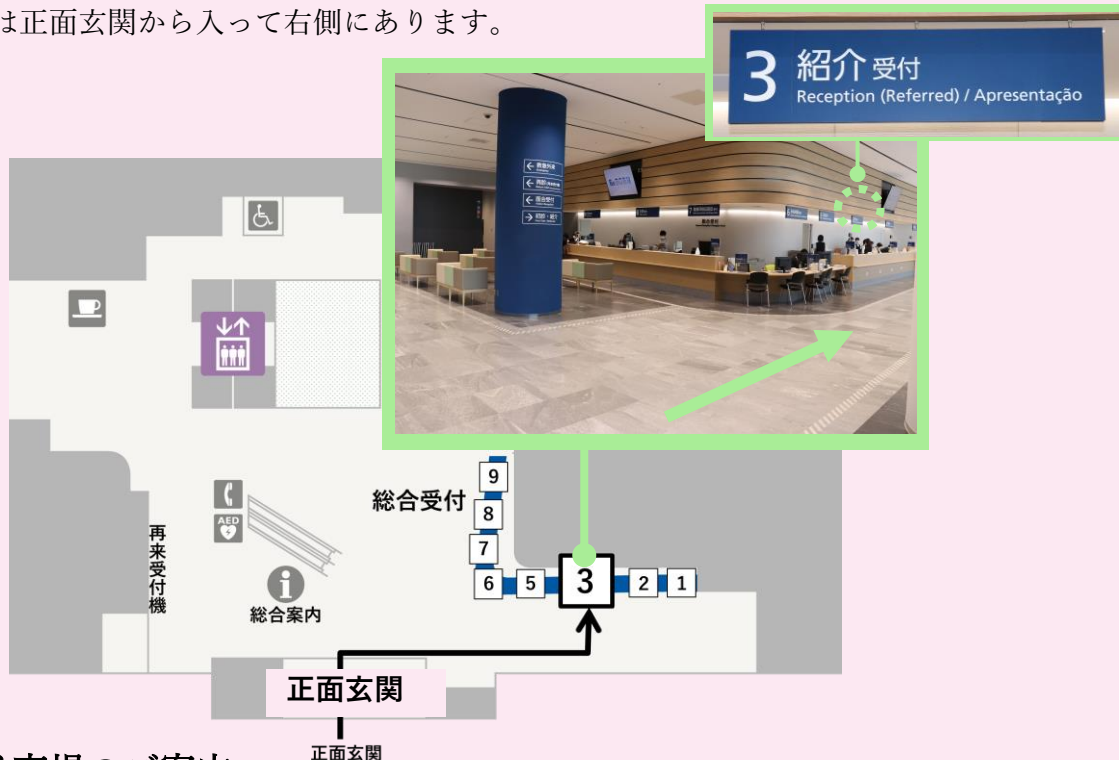 は正面玄関から入って右側にあります。
3 紹介 受付
Reception (Referred) / Apresentação
総合受付
9
8
7
6 5 3 2 1
AED
再来受付機
総合案内
正面玄関
正面玄関